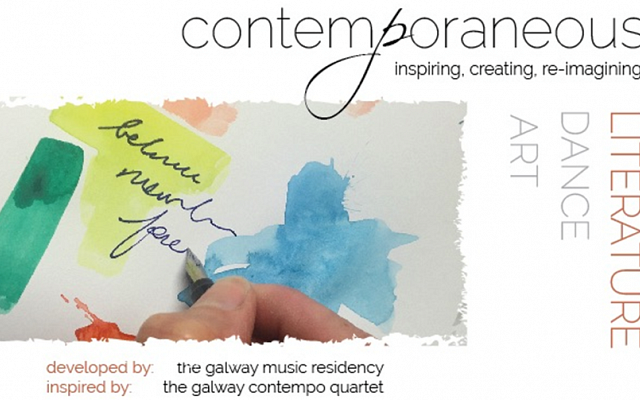 contemporaneous
inspiring, creating, re-imagining
ART
DANCE
LITERATURE
developed by: the galway music residency
inspired by: the galway contempo quartet